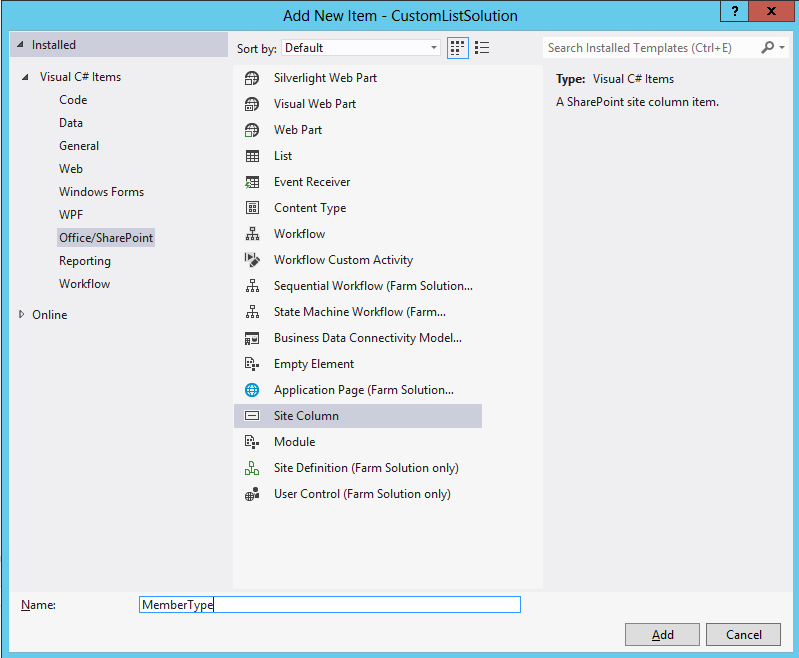 Add New Item - CustomListSolution
? x
Installed
Sort by: Default
Search Installed Templates (Ctrl+E)
Visual C# Items
Code
Data
General
Web
Windows Forms
WPF
Office/SharePoint
Reporting
Workflow
Online
Silverlight Web Part
Visual Web Part
Web Part
List
Event Receiver
Content Type
Workflow
Workflow Custom Activity
Sequential Workflow (Farm Solution...
State Machine Workflow (Farm...
Business Data Connectivity Model...
Empty Element
Application Page (Farm Solution...
Site Column
Module
Site Definition (Farm Solution only)
User Control (Farm Solution only)
Type: Visual C# Items
A SharePoint site column item.
Name: MemberType
Add Cancel